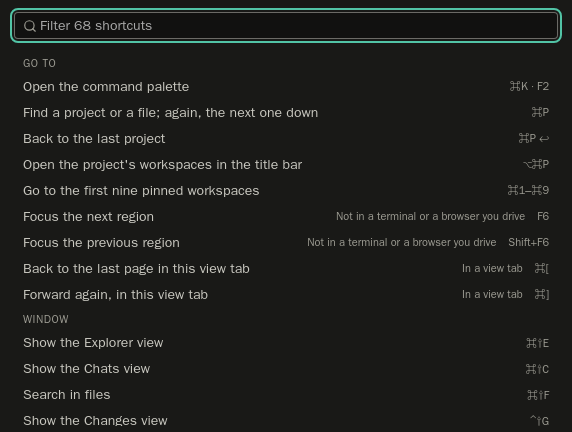 Filter 68 shortcuts
GO TO
Open the command palette ⌘K · F2
Find a project or a file; again, the next one down ⌘P
Back to the last project ⌘P ↩
Open the project's workspaces in the title bar ⌥⌘P
Go to the first nine pinned workspaces ⌘1–⌘9
Focus the next region Not in a terminal or a browser you drive F6
Focus the previous region Not in a terminal or a browser you drive Shift+F6
Back to the last page in this view tab In a view tab ⌘[
Forward again, in this view tab In a view tab ⌘]
WINDOW
Show the Explorer view ⌘⇧E
Show the Chats view ⌘⇧C
Search in files ⌘⇧F
Show the Changes view ⌃⇧G